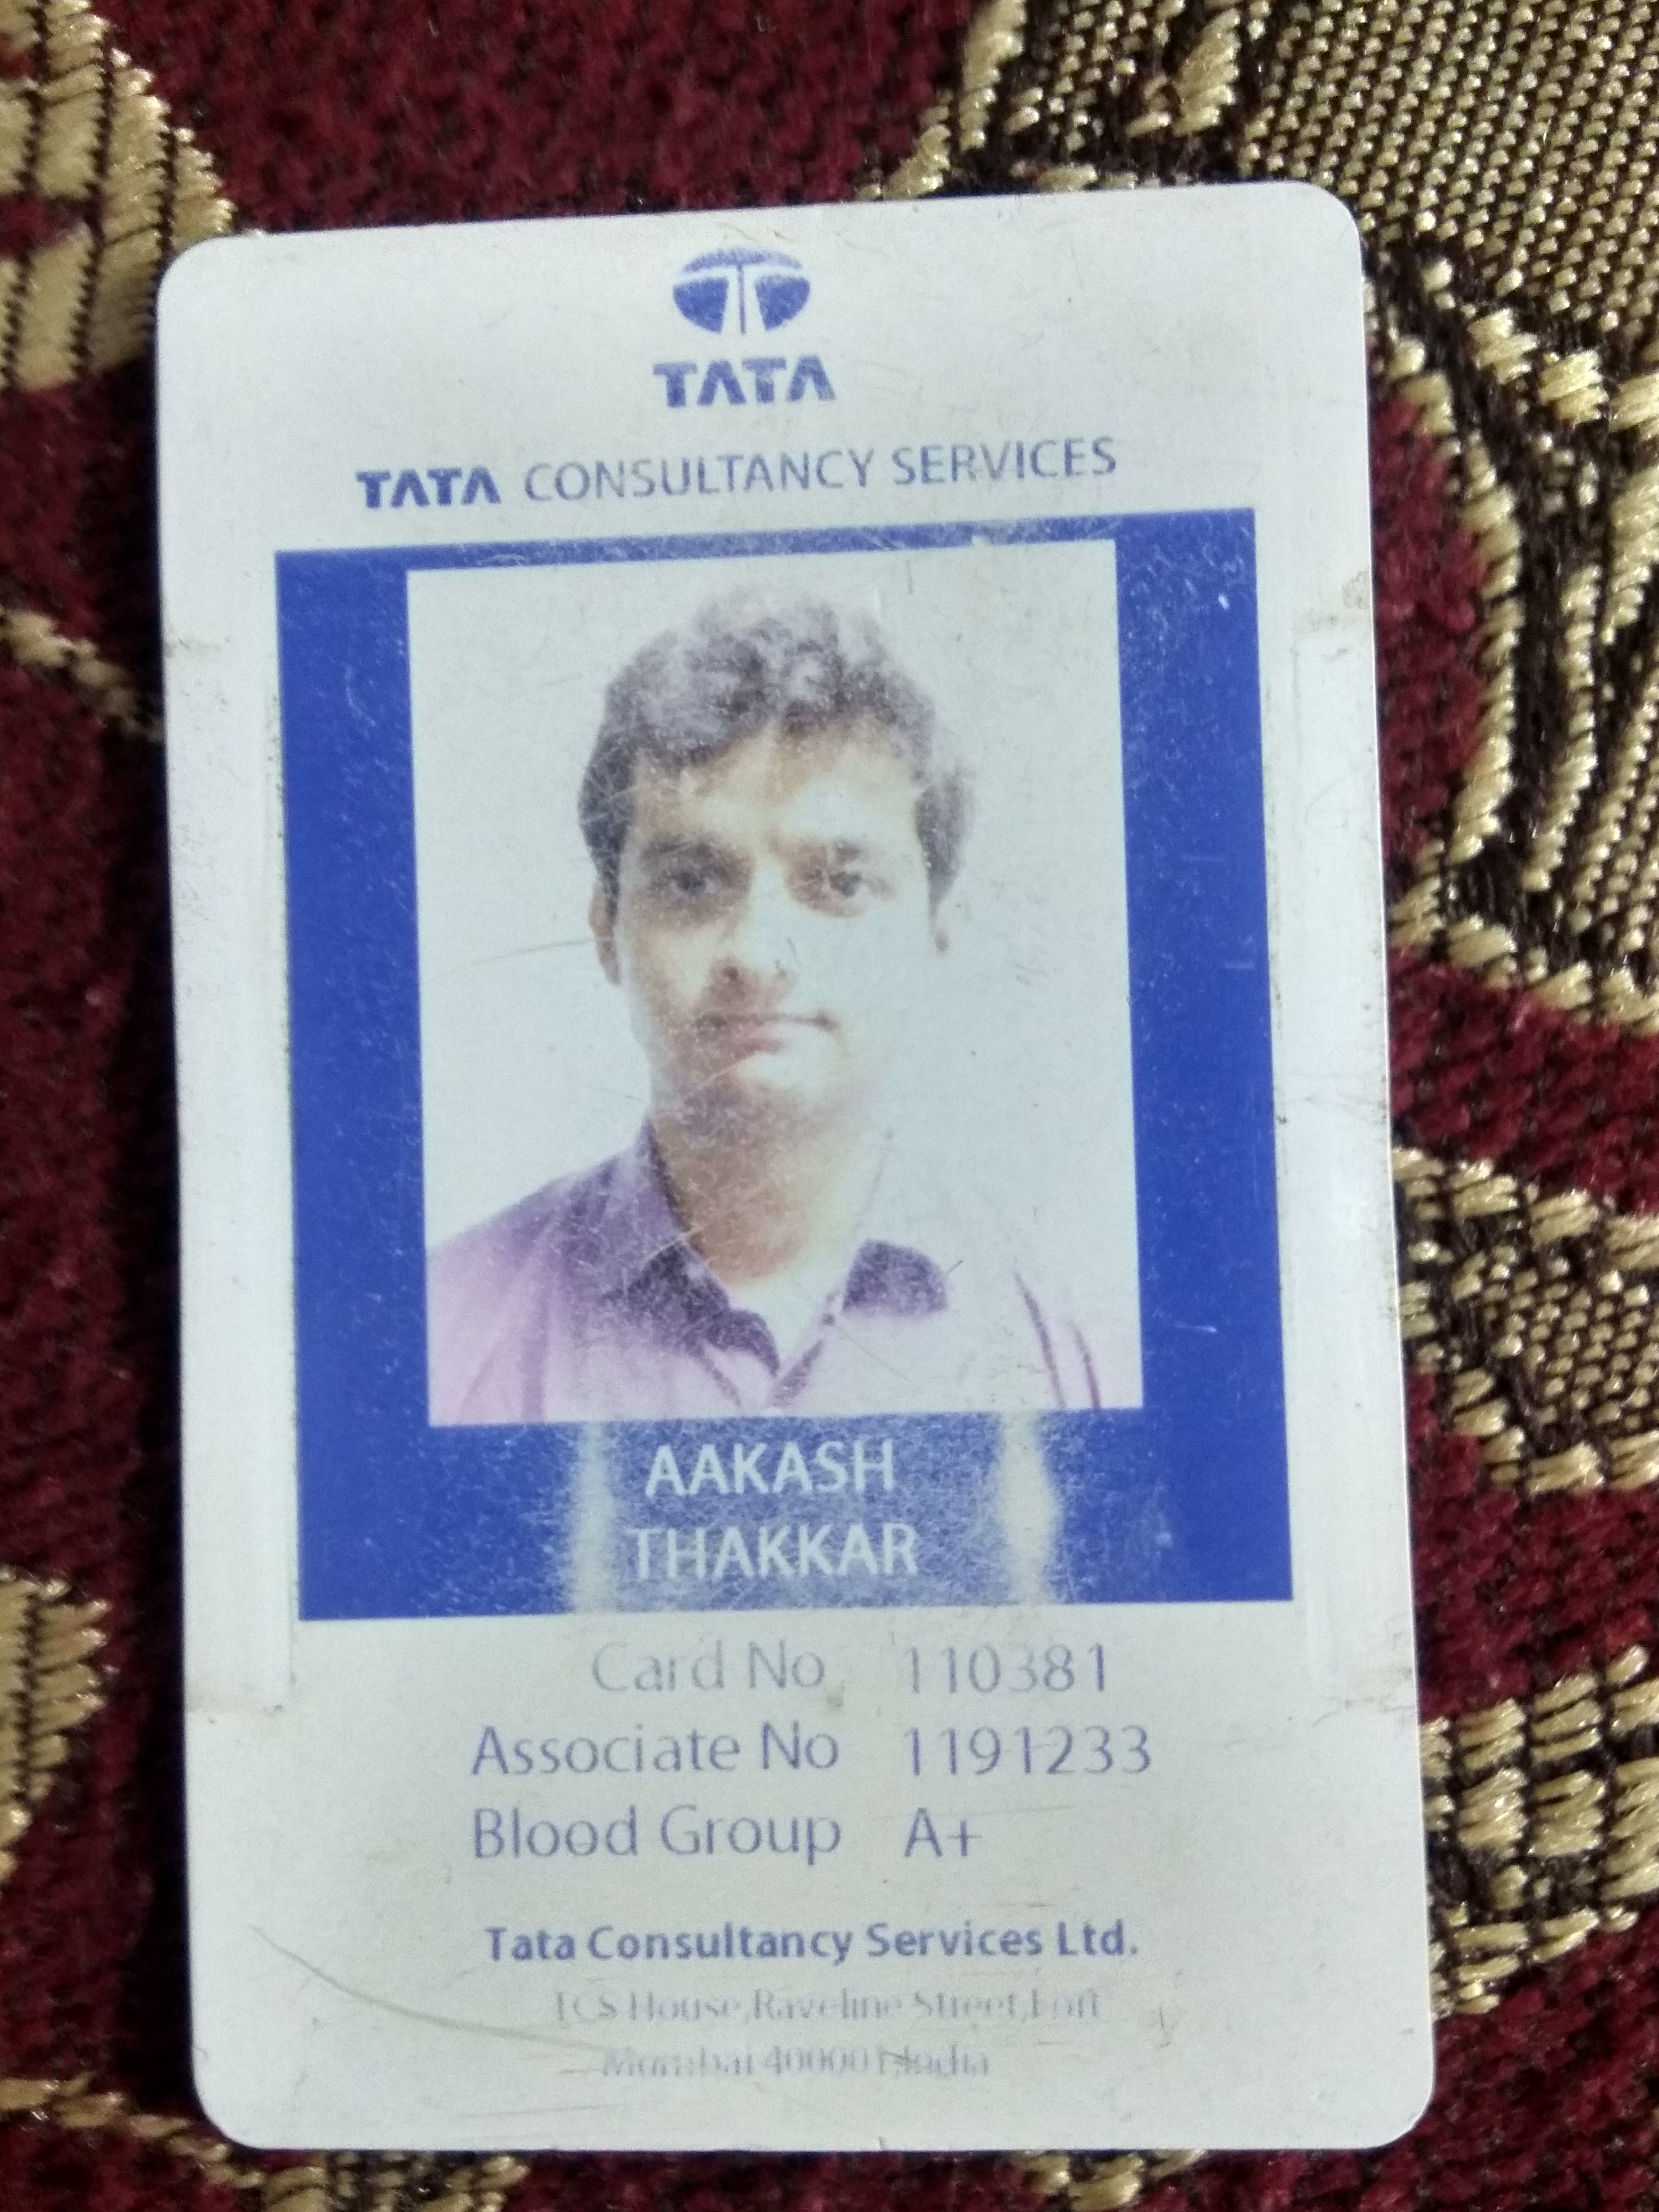 TATA
TATA CONSULTANCY SERVICES
AAKASH
THAKKAR
Card No 110381
Associate No 1191233
Blood Group A+
Tata Consultancy Services Ltd.
TCS House,Raveline Street,Fort
Mumbai 400001,India